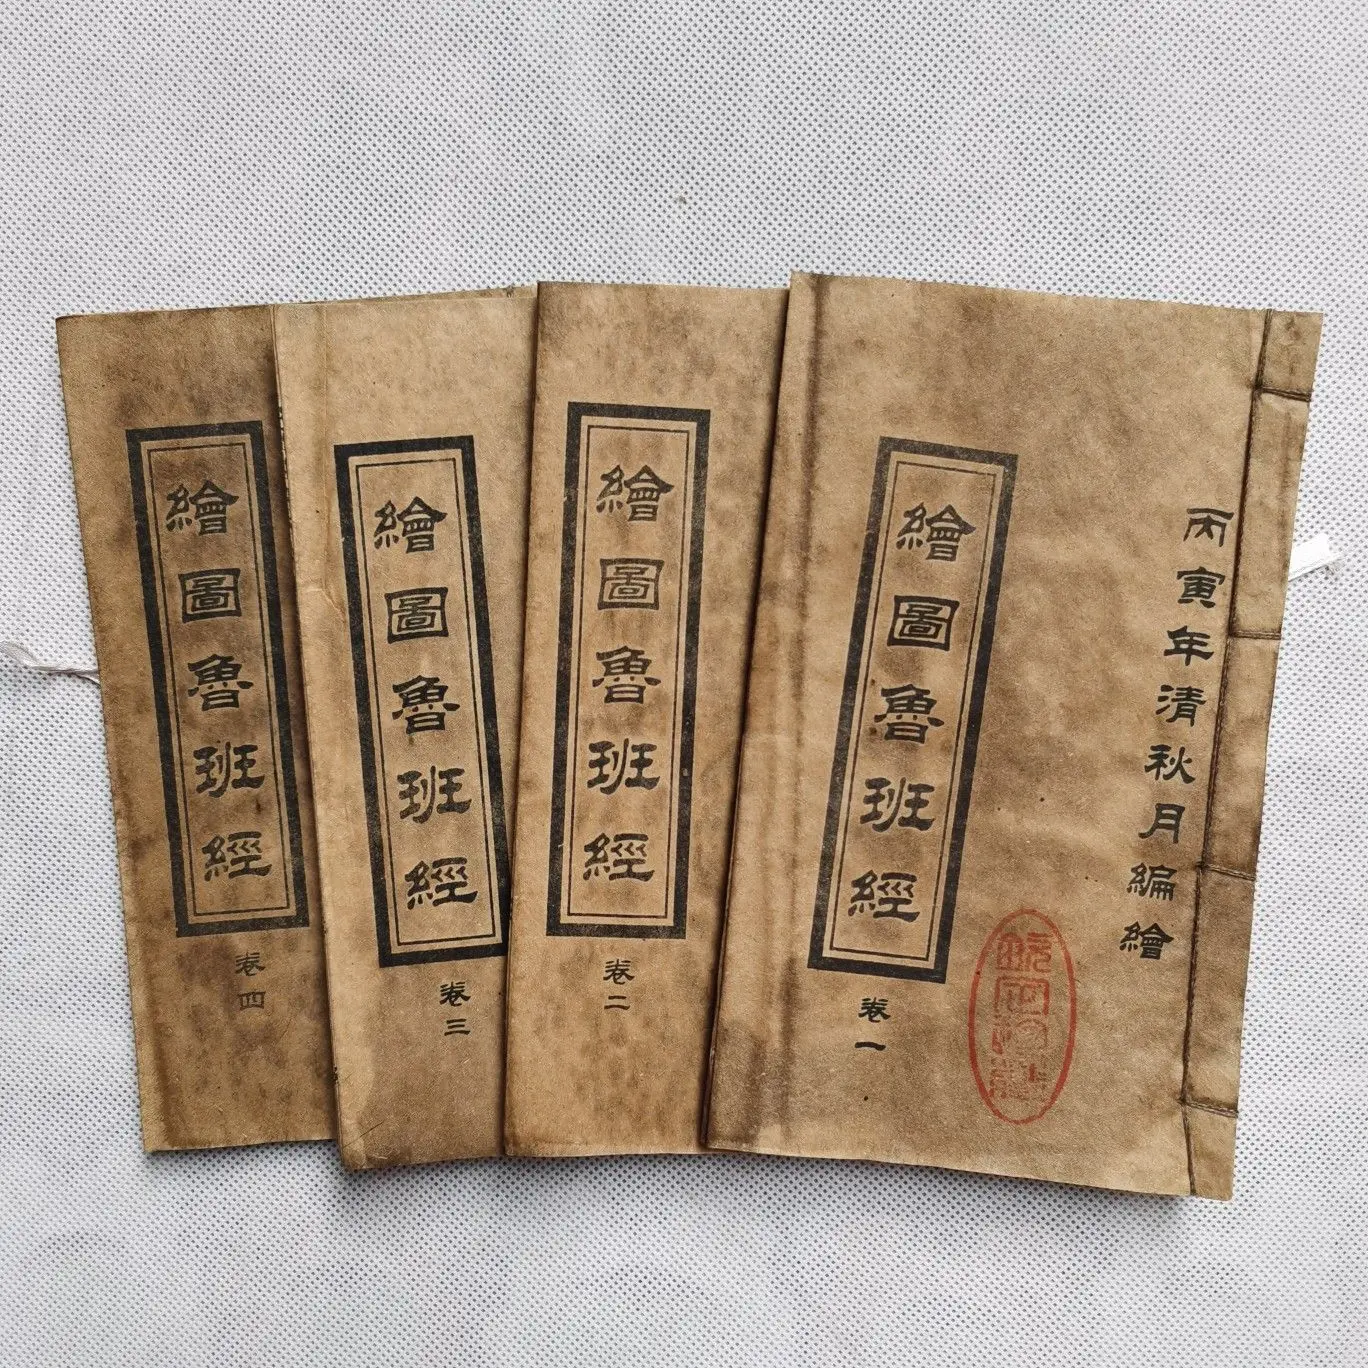 丙寅年清秋月編繪
繪圖魯班經
卷一
繪圖魯班經
卷二
繪圖魯班經
卷三
繪圖魯班經
卷四